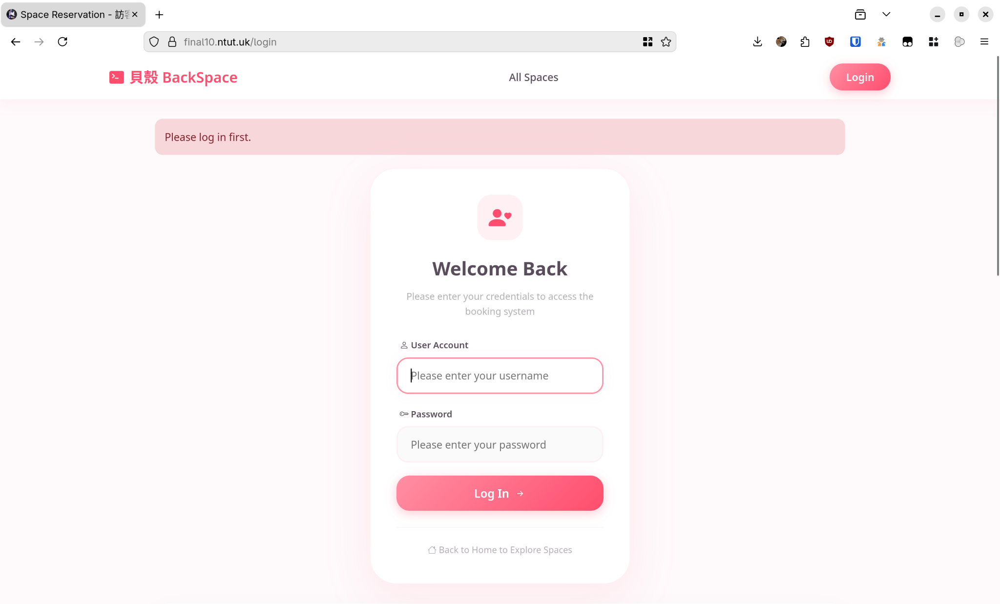 Space Reservation - 訪
final10.ntut.uk/login
貝殼 BackSpace
All Spaces
Login
Please log in first.
Welcome Back
Please enter your credentials to access the
booking system
User Account
Please enter your username
Password
Please enter your password
Log In →
Back to Home to Explore Spaces